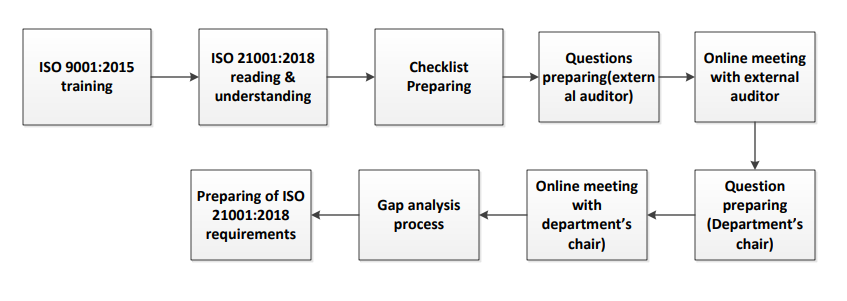 ISO 9001:2015
training
ISO 21001:2018
reading &
understanding
Checklist
Preparing
Questions
preparing(extern
al auditor)
Online meeting
with external
auditor
Question
preparing
(Department's
chair)
Online meeting
with
department's
chair)
Gap analysis
process
Preparing of ISO
21001:2018
requirements